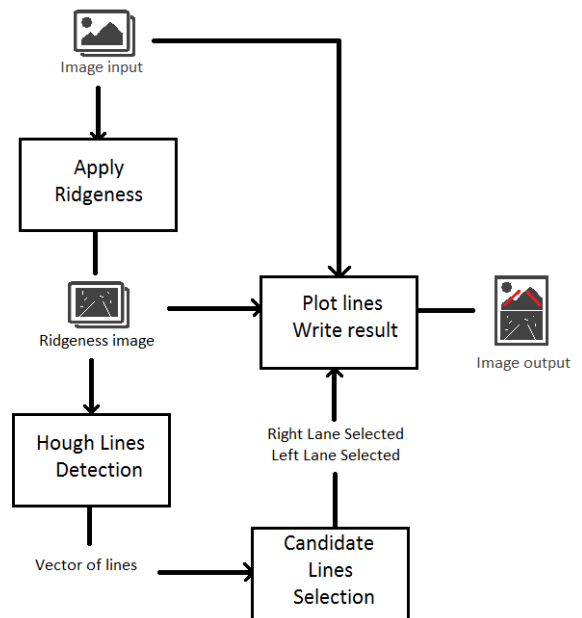 Image input
Apply
Ridgeness
Ridgeness image
Plot lines
Write result
Image output
Hough Lines
Detection
Right Lane Selected
Left Lane Selected
Vector of lines
Candidate
Lines
Selection